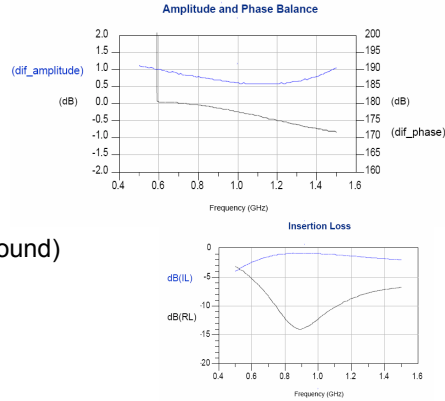 Amplitude and Phase Balance
2.0 200
1.5 195
(dif_amplitude) 1.0 190
0.5 185
(dB) 0.0 180 (dB)
-0.5 175
-1.0 170 (dif_phase)
-1.5 165
-2.0 160
0.4 0.6 0.8 1.0 1.2 1.4 1.6
Frequency (GHz)
ound)
Insertion Loss
0
dB(IL) -5
-10
dB(RL)
-15
-20
0.4 0.6 0.8 1.0 1.2 1.4 1.6
Frequency (GHz)